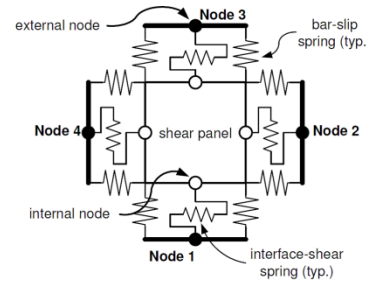 external node
Node 3
bar-slip
spring (typ.
Node 4
shear panel
Node 2
internal node
Node 1
interface-shear
spring (typ.)